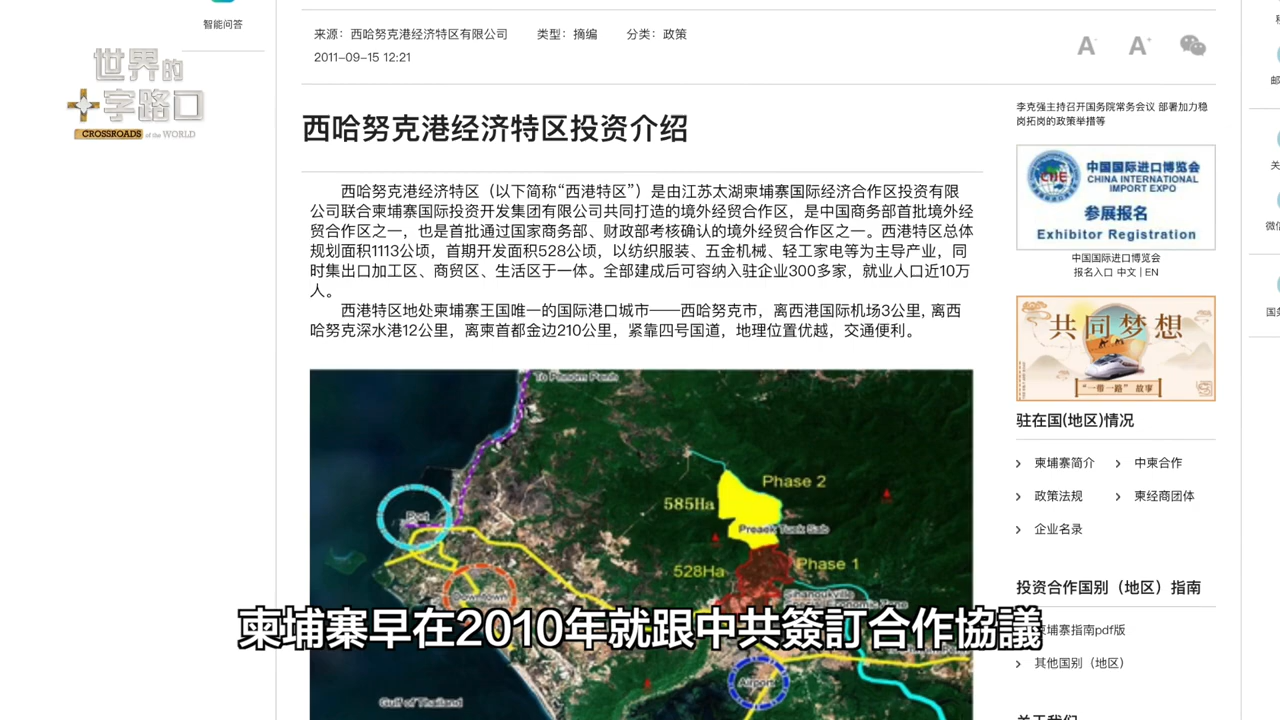 智能问答
世界的
十字路口
CROSSROADS of the WORLD
来源：西哈努克港经济特区有限公司 类型：摘编 分类：政策
2011-09-15 12:21
A- A+
西哈努克港经济特区投资介绍
西哈努克港经济特区（以下简称“西港特区”）是由江苏太湖柬埔寨国际经济合作区投资有限
公司联合柬埔寨国际投资开发集团有限公司共同打造的境外经贸合作区，是中国商务部首批境外经
贸合作区之一，也是首批通过国家商务部、财政部考核确认的境外经贸合作区之一。西港特区总体
规划面积1113公顷，首期开发面积528公顷，以纺织服装、五金机械、轻工家电等为主导产业，同
时集出口加工区、商贸区、生活区于一体。全部建成后可容纳入驻企业300多家，就业人口近10万
人。
西港特区地处柬埔寨王国唯一的国际港口城市——西哈努克市，离西港国际机场3公里, 离西
哈努克深水港12公里，离柬首都金边210公里，紧靠四号国道，地理位置优越，交通便利。
To Phnom Penh
Phase 2
585Ha
Port
Preaek Tuek Sab
Phase 1
528Ha
Downtown
Sihanoukville
Economic Zone
Airport
Gulf of Thailand
柬埔寨早在2010年就跟中共簽訂合作協議
李克强主持召开国务院常务会议 部署加力稳
岗拓岗的政策举措等
CIIE
中国国际进口博览会
CHINA INTERNATIONAL
IMPORT EXPO
参展报名
Exhibitor Registration
中国国际进口博览会
报名入口 中文 | EN
共同梦想
“一带一路”故事
驻在国(地区)情况
柬埔寨简介 中柬合作
政策法规 柬经商团体
企业名录
投资合作国别（地区）指南
柬埔寨指南pdf版
其他国别（地区）
关于我们
邮
关
微信
国务